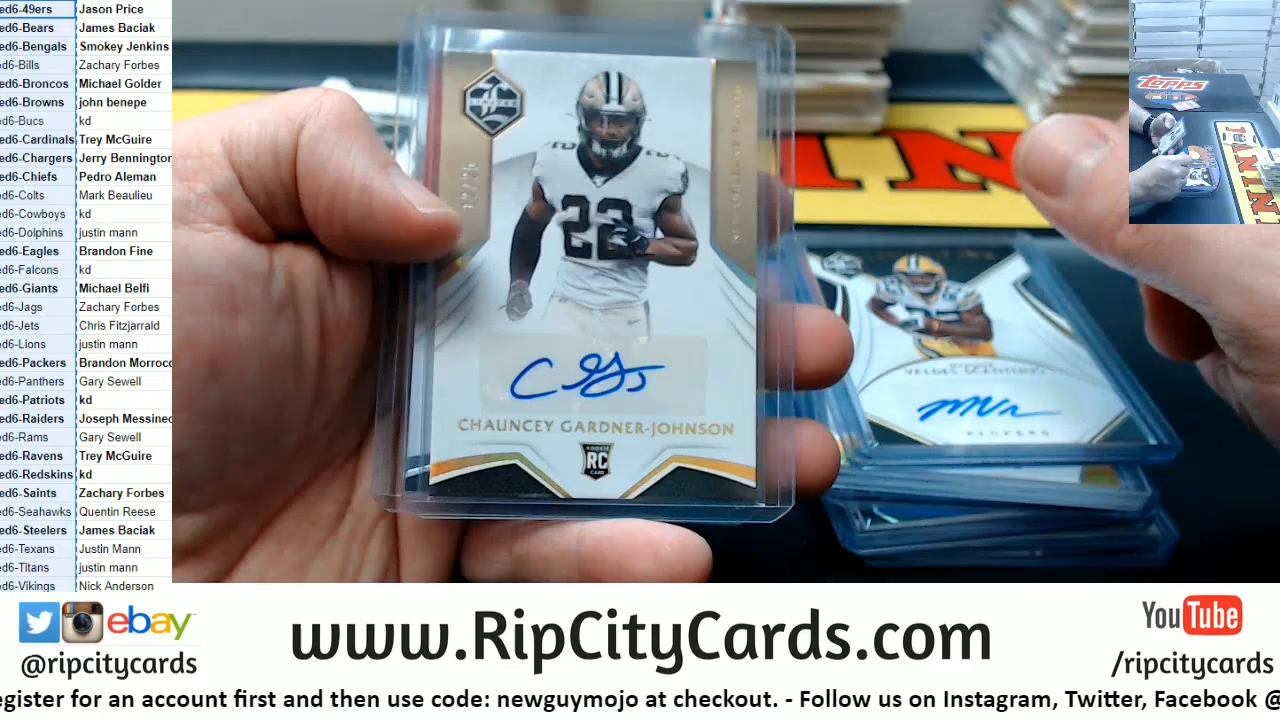 ed6-49ers Jason Price
ed6-Bears James Baciak
ed6-Bengals Smokey Jenkins
ed6-Bills Zachary Forbes
ed6-Broncos Michael Golder
ed6-Browns john benepe
ed6-Bucs kd
ed6-Cardinals Trey McGuire
ed6-Chargers Jerry Bennington
ed6-Chiefs Pedro Aleman
ed6-Colts Mark Beaulieu
ed6-Cowboys kd
ed6-Dolphins justin mann
ed6-Eagles Brandon Fine
ed6-Falcons kd
ed6-Giants Michael Belfi
ed6-Jags Zachary Forbes
ed6-Jets Chris Fitzjarrald
ed6-Lions justin mann
ed6-Packers Brandon Morroco
ed6-Panthers Gary Sewell
ed6-Patriots kd
ed6-Raiders Joseph Messinec
ed6-Rams Gary Sewell
ed6-Ravens Trey McGuire
ed6-Redskins kd
ed6-Saints Zachary Forbes
ed6-Seahawks Quentin Reese
ed6-Steelers James Baciak
ed6-Texans Justin Mann
ed6-Titans justin mann
ed6-Vikings Nick Anderson
LIMITED
22
CHAUNCEY GARDNER-JOHNSON
ROOKIE
RC
CARD
PACKERS
Topps
PANINI
ebay
@ripcitycards
www.RipCityCards.com
YouTube
/ripcitycards
egister for an account first and then use code: newguymojo at checkout. - Follow us on Instagram, Twitter, Facebook @